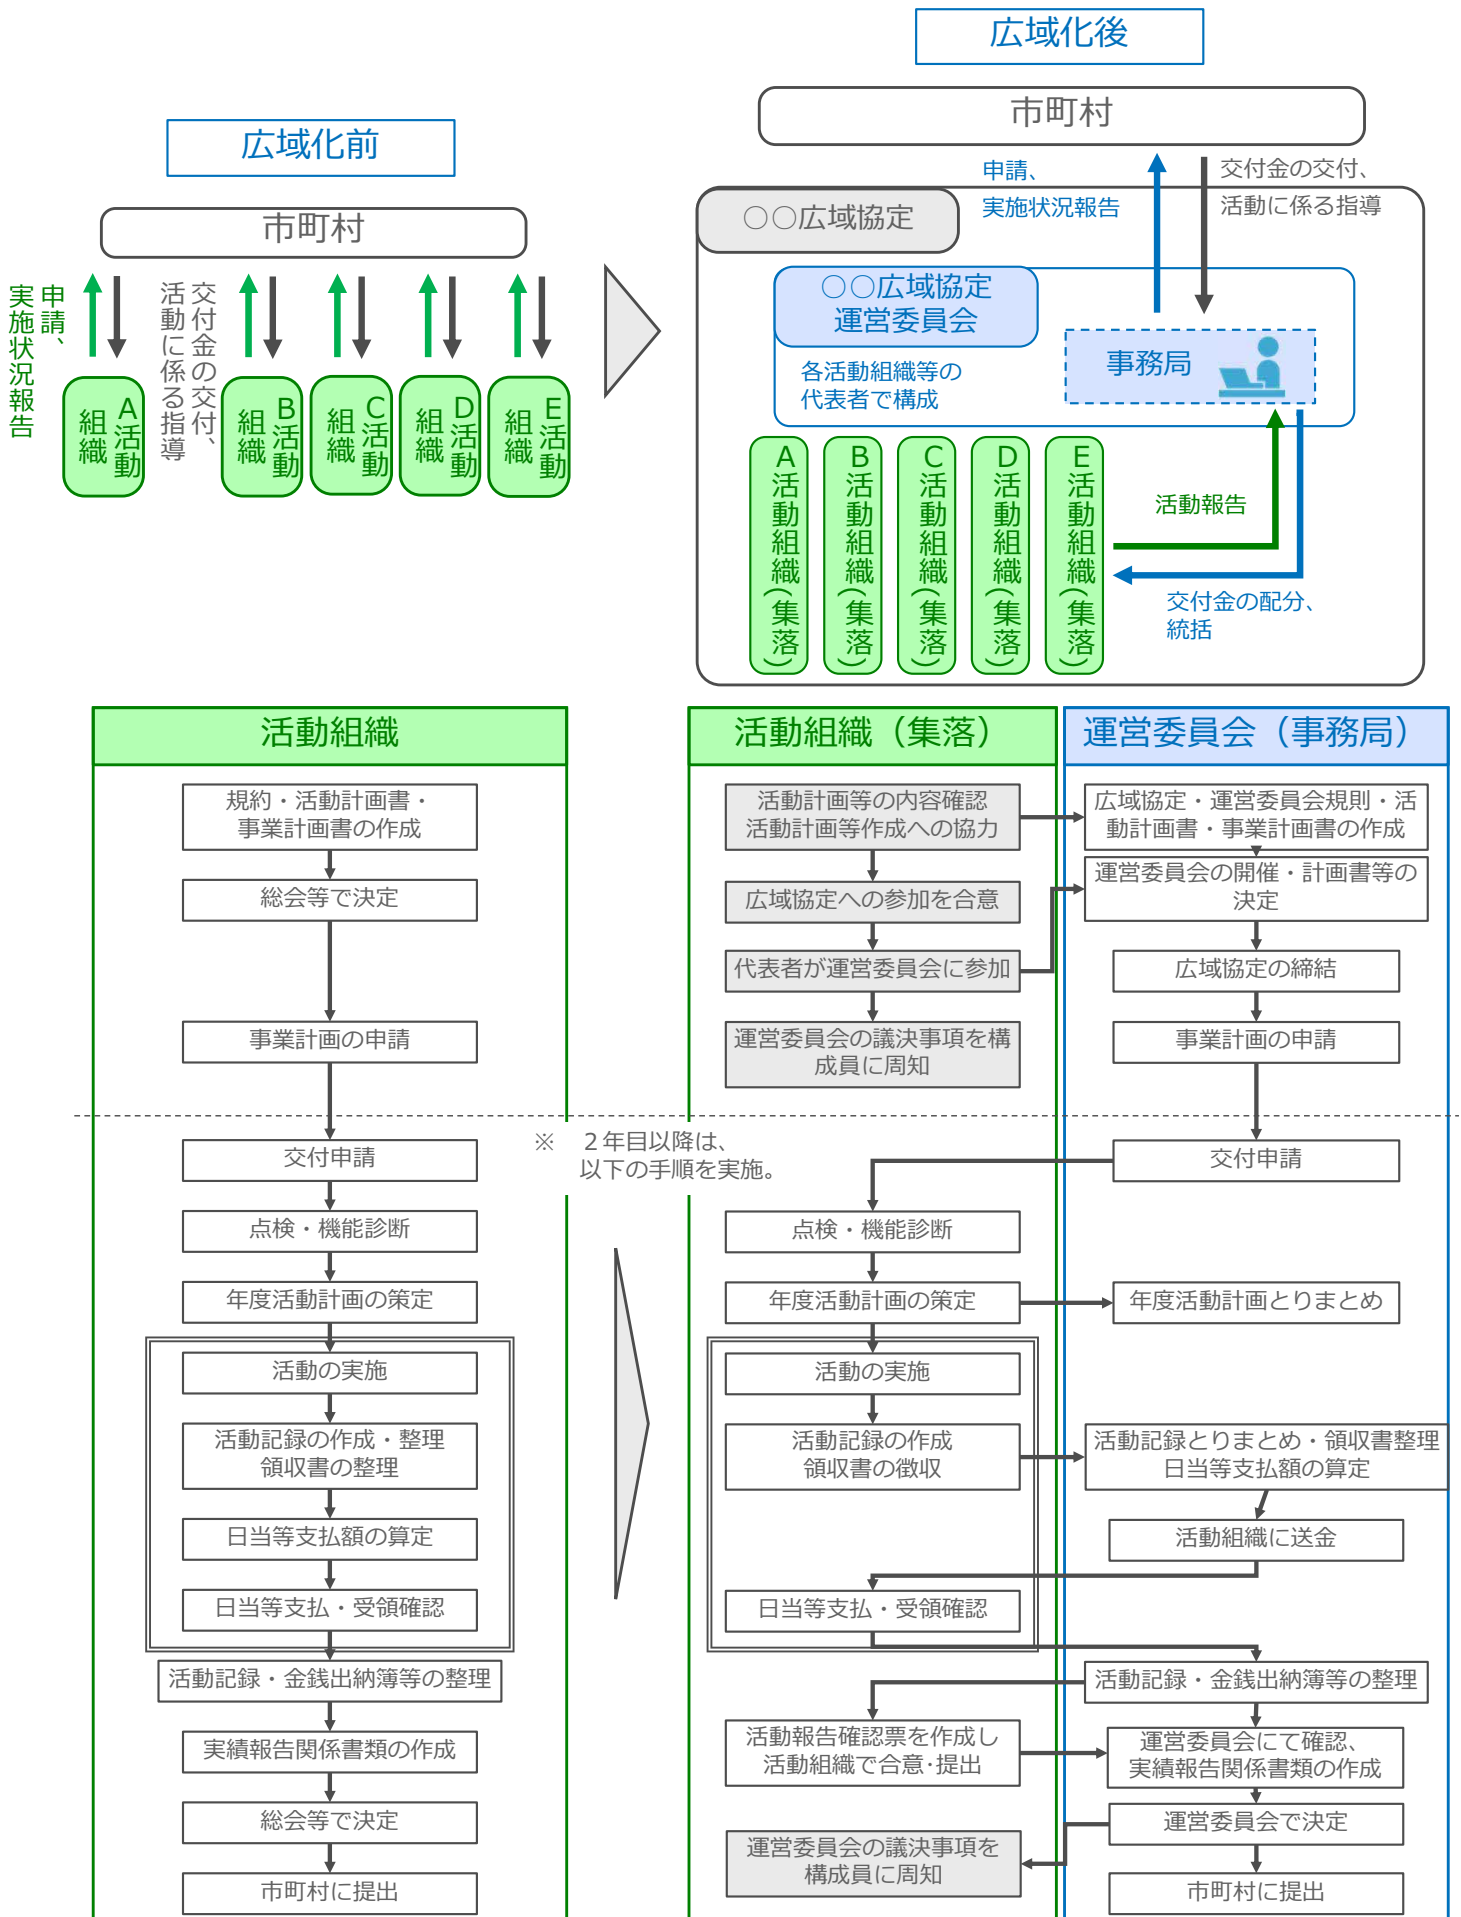 広域化前
市町村
申請、
実施状況報告
交付金の交付、
活動に係る指導
A活動
組織
B活動
組織
C活動
組織
D活動
組織
E活動
組織
広域化後
市町村
申請、
実施状況報告
交付金の交付、
活動に係る指導
○○広域協定
○○広域協定
運営委員会
各活動組織等の
代表者で構成
事務局
A活動組織(集落)
B活動組織(集落)
C活動組織(集落)
D活動組織(集落)
E活動組織(集落)
活動報告
交付金の配分、
統括
活動組織
規約・活動計画書・
事業計画書の作成
総会等で決定
事業計画の申請
交付申請
点検・機能診断
年度活動計画の策定
活動の実施
活動記録の作成・整理
領収書の整理
日当等支払額の算定
日当等支払・受領確認
活動記録・金銭出納簿等の整理
実績報告関係書類の作成
総会等で決定
市町村に提出
※　２年目以降は、
以下の手順を実施。
活動組織（集落）
活動計画等の内容確認
活動計画等作成への協力
広域協定への参加を合意
代表者が運営委員会に参加
運営委員会の議決事項を構
成員に周知
点検・機能診断
年度活動計画の策定
活動の実施
活動記録の作成
領収書の徴収
日当等支払・受領確認
活動報告確認票を作成し
活動組織で合意･提出
運営委員会の議決事項を
構成員に周知
運営委員会（事務局）
広域協定・運営委員会規則・活
動計画書・事業計画書の作成
運営委員会の開催・計画書等の
決定
広域協定の締結
事業計画の申請
交付申請
年度活動計画とりまとめ
活動記録とりまとめ・領収書整理
日当等支払額の算定
活動組織に送金
活動記録・金銭出納簿等の整理
運営委員会にて確認、
実績報告関係書類の作成
運営委員会で決定
市町村に提出